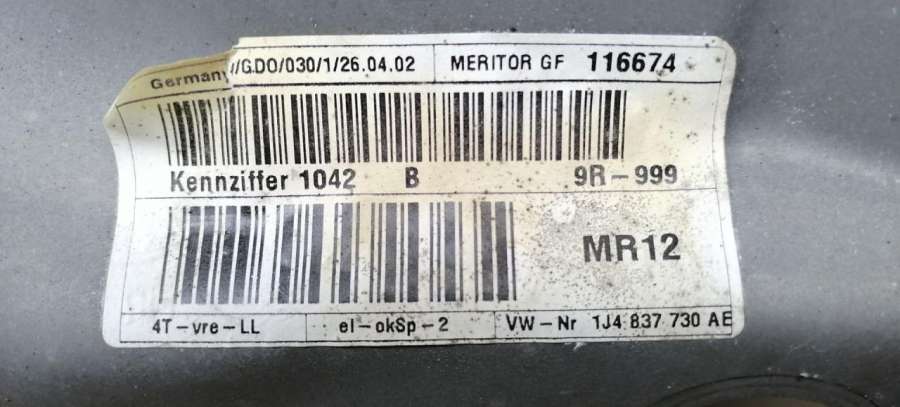 Germany /GDO/030/1/26.04.02 MERITOR GF 116674
Kennziffer 1042 B 9R-999
MR12
4T-vre-LL el-okSp-2 VW-Nr 1J4 837 730 AE